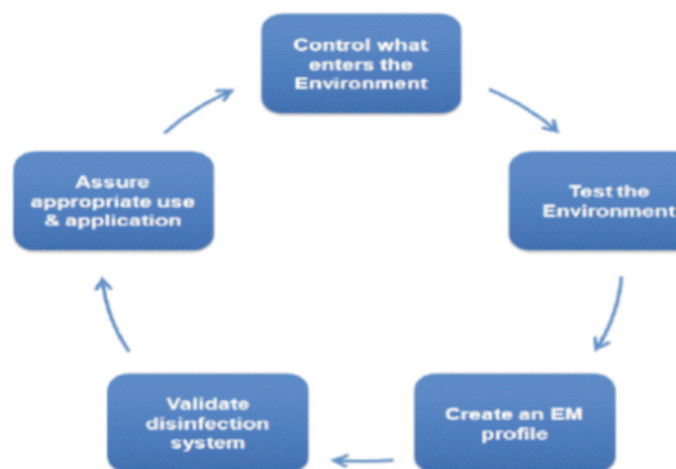 Control what
enters the
Environment
Test the
Environment
Create an EM
profile
Validate
disinfection
system
Assure
appropriate use
& application